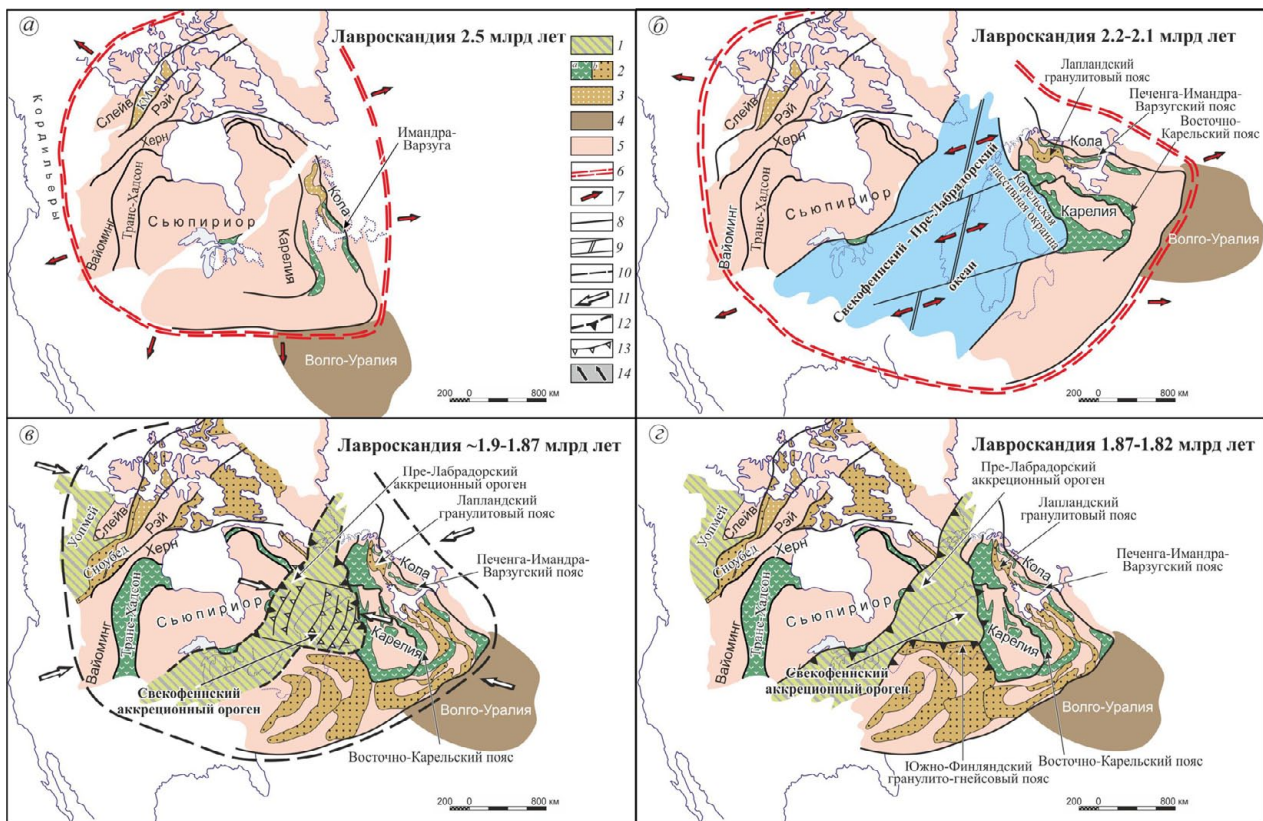 а
Лавроскандия 2.5 млрд лет
Кордильеры
Слейв
КМ
Рэй
Херн
Вайоминг
Транс-Хадсон
Сьюпириор
Карелия
Кола
Имандра-
Варзуга
Волго-Уралия
1
2
3
4
5
6
7
8
9
10
11
12
13
14
200 0 800 км
б
Лавроскандия 2.2-2.1 млрд лет
Лапландский
гранулитовый пояс
Печенга-Имандра-
Варзугский пояс
Восточно-
Карельский пояс
Слейв
КМ
Рэй
Херн
Вайоминг
Транс-Хадсон
Сьюпириор
Свекофеннский - Пре-Лабрадорский
океан
Карельская
пассивная окраина
Кола
Карелия
Волго-Уралия
200 0 800 км
в
Лавроскандия ~1.9-1.87 млрд лет
Пре-Лабрадорский
аккреционный ороген
Лапландский
гранулитовый пояс
Печенга-Имандра-
Варзугский пояс
Уопмей
Слейв
Сноубёд
Рэй
Херн
Вайоминг
Транс-Хадсон
Сьюпириор
Кола
Карелия
Свекофеннский
аккреционный ороген
Волго-Уралия
Восточно-Карельский пояс
200 0 800 км
г
Лавроскандия 1.87-1.82 млрд лет
Пре-Лабрадорский
аккреционный ороген
Лапландский
гранулитовый пояс
Печенга-Имандра-
Варзугский пояс
Уопмей
Слейв
Сноубёд
Рэй
Херн
Вайоминг
Транс-Хадсон
Сьюпириор
Кола
Карелия
Свекофеннский
аккреционный ороген
Волго-Уралия
Южно-Финляндский
гранулито-гнейсовый пояс
Восточно-Карельский пояс
200 0 800 км